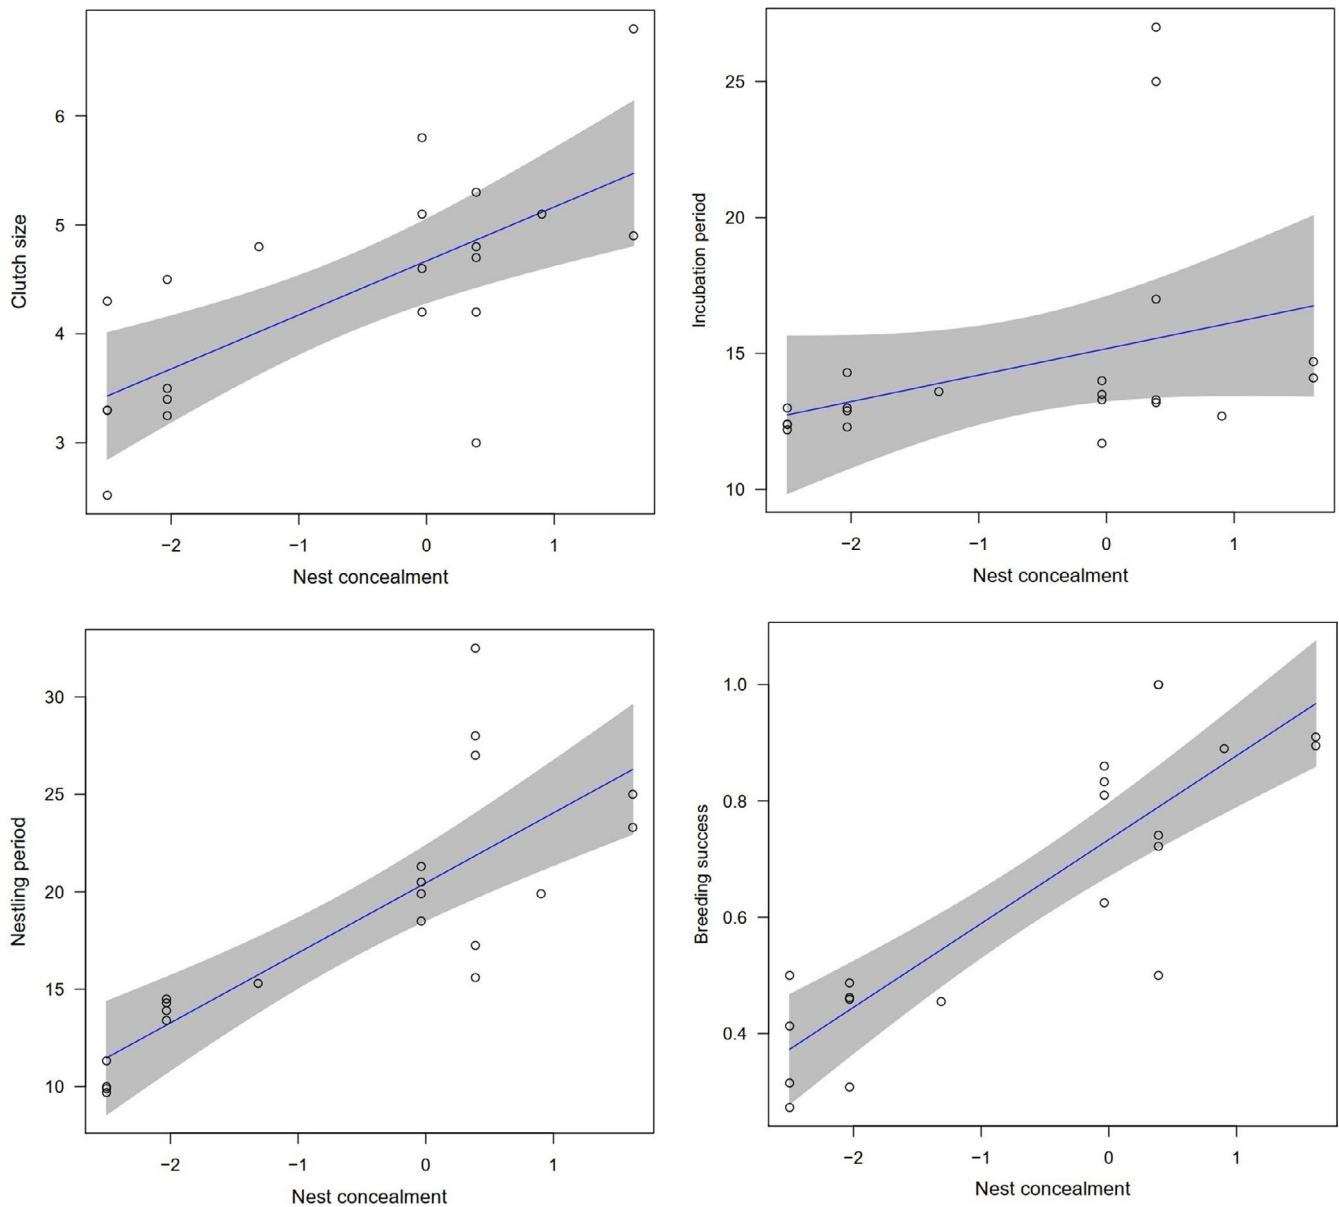 Clutch size
6
5
4
3
−2 −1 0 1
Nest concealment
Incubation period
25
20
15
10
−2 −1 0 1
Nest concealment
Nestling period
30
25
20
15
10
−2 −1 0 1
Nest concealment
Breeding success
1.0
0.8
0.6
0.4
−2 −1 0 1
Nest concealment